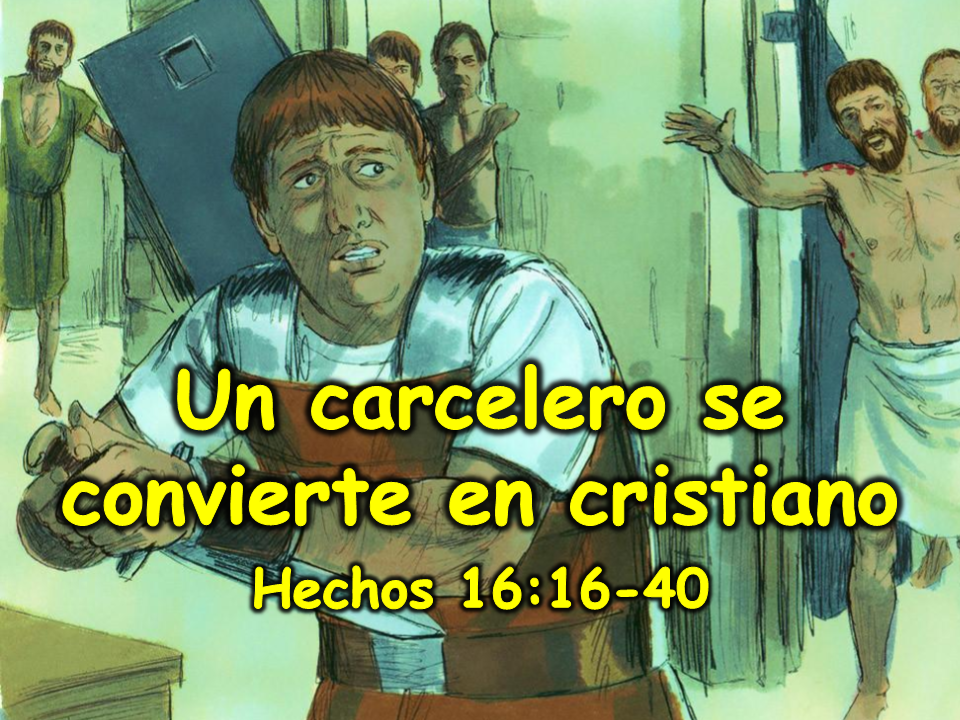 Un carcelero se
convierte en cristiano
Hechos 16:16-40